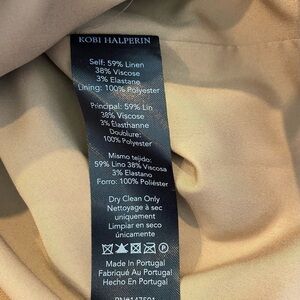 KOBI HALPERIN
Self: 59% Linen
38% Viscose
3% Elastane
Lining: 100% Polyester
Principal: 59% Lin
38% Viscose
3% Elasthanne
Doublure:
100% Polyester
Mismo tejido:
59% Lino 38% Viscosa
3% Elastano
Forro: 100% Poliéster
Dry Clean Only
Nettoyage à sec
uniquement
Limpiar en seco
únicamente
Made In Portugal
Fabriqué Au Portugal
Hecho En Portugal